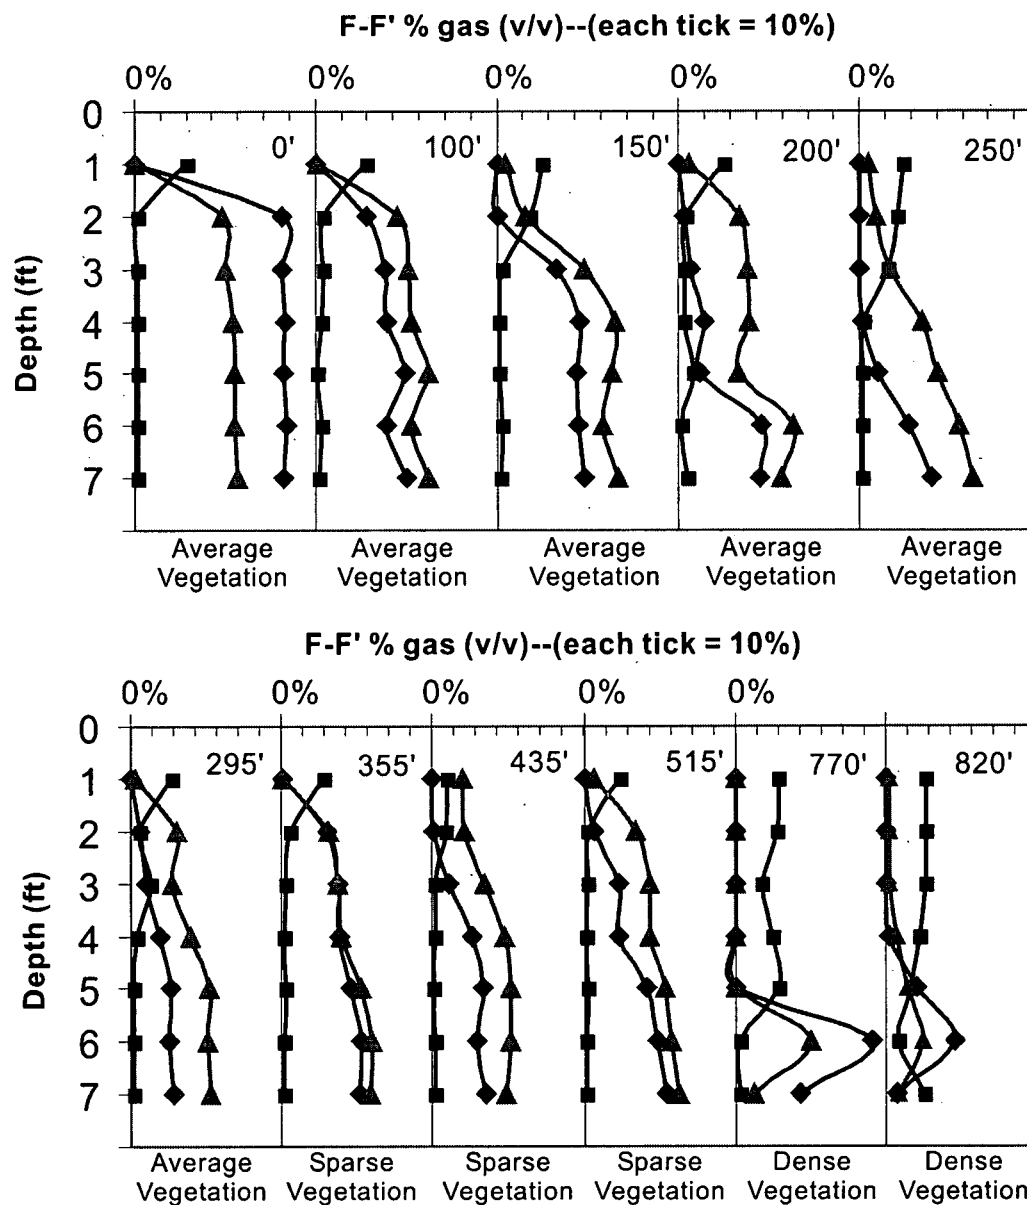 F-F' % gas (v/v)--(each tick = 10%)
0% 0% 0% 0% 0%
0
0' 100' 150' 200' 250'
1
2
3
4
5
6
7
Depth (ft)
Average Average Average Average Average
Vegetation Vegetation Vegetation Vegetation Vegetation
F-F' % gas (v/v)--(each tick = 10%)
0% 0% 0% 0% 0%
0
295' 355' 435' 515' 770' 820'
1
2
3
4
5
6
7
Depth (ft)
Average Sparse Sparse Sparse Dense Dense
Vegetation Vegetation Vegetation Vegetation Vegetation Vegetation